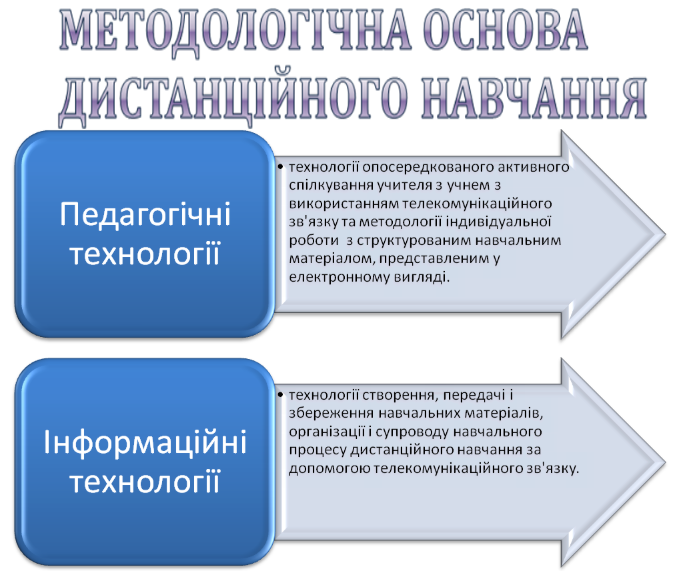 МЕТОДОЛОГІЧНА ОСНОВА
ДИСТАНЦІЙНОГО НАВЧАННЯ
Педагогічні
технології
• технології опосередкованого активного
спілкування учителя з учнем з
використанням телекомунікаційного
зв'язку та методології індивідуальної
роботи з структурованим навчальним
матеріалом, представленим у
електронному вигляді.
Інформаційні
технології
• технології створення, передачі і
збереження навчальних матеріалів,
організації і супроводу навчального
процесу дистанційного навчання за
допомогою телекомунікаційного зв'язку.